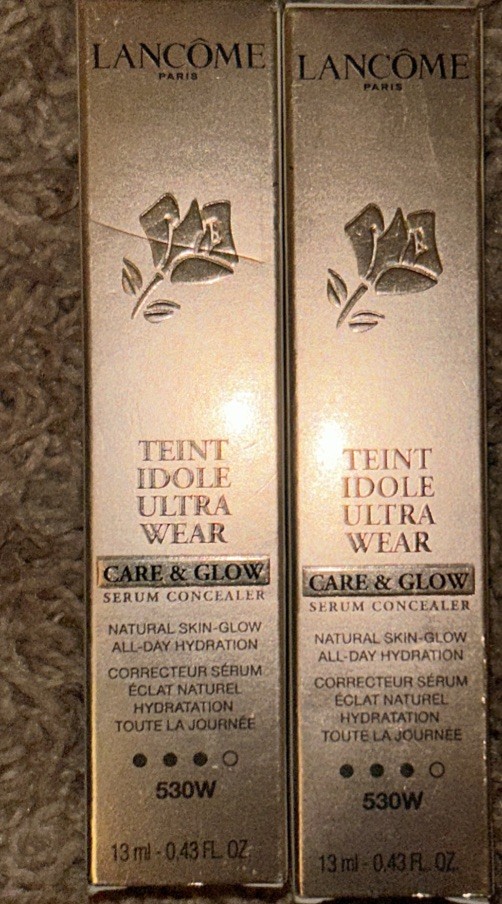 LANCÔME
PARIS
TEINT
IDOLE
ULTRA
WEAR
CARE & GLOW
SERUM CONCEALER
NATURAL SKIN-GLOW
ALL-DAY HYDRATION
CORRECTEUR SÉRUM
ÉCLAT NATUREL
HYDRATATION
TOUTE LA JOURNÉE
530W
13 ml - 0.43 FL. OZ.
LANCÔME
PARIS
TEINT
IDOLE
ULTRA
WEAR
CARE & GLOW
SERUM CONCEALER
NATURAL SKIN-GLOW
ALL-DAY HYDRATION
CORRECTEUR SÉRUM
ÉCLAT NATUREL
HYDRATATION
TOUTE LA JOURNÉE
530W
13 ml - 0.43 FL. OZ.